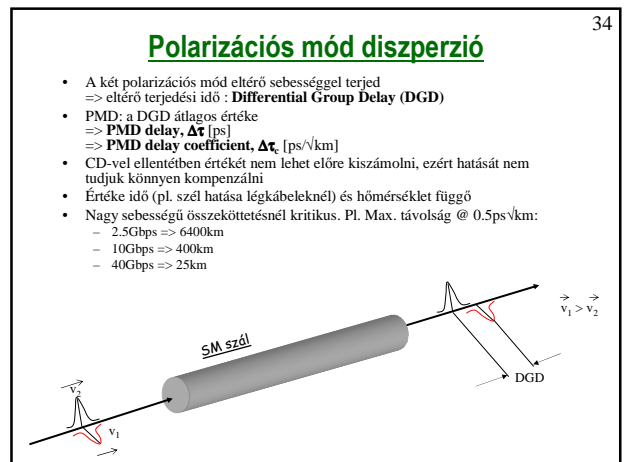 34
Polarizációs mód diszperzió
• A két polarizációs mód eltérő sebességgel terjed
=> eltérő terjedési idő : Differential Group Delay (DGD)
• PMD: a DGD átlagos értéke
=> PMD delay, Δτ [ps]
=> PMD delay coefficient, Δτc [ps/√km]
• CD-vel ellentétben értékét nem lehet előre kiszámolni, ezért hatását nem
tudjuk könnyen kompenzálni
• Értéke idő (pl. szél hatása légkábeleknél) és hőmérséklet függő
• Nagy sebességű összeköttetésnél kritikus. Pl. Max. távolság @ 0.5ps√km:
– 2.5Gbps => 6400km
– 10Gbps => 400km
– 40Gbps => 25km
v1 > v2
SM szál
DGD
v2
v1